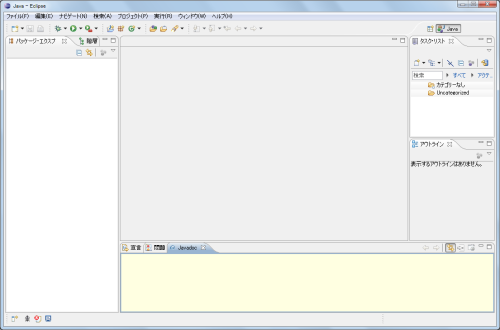 Java - Eclipse
ファイル(F) 編集(E) ナビゲート(N) 検索(A) プロジェクト(P) 実行(R) ウィンドウ(W) ヘルプ(H)
Java
パッケージ・エクスプ 階層
タスク・リスト
検索 すべて アクテ..
カテゴリーなし
Uncategorized
アウトライン
表示するアウトラインはありません。
宣言 Javadoc